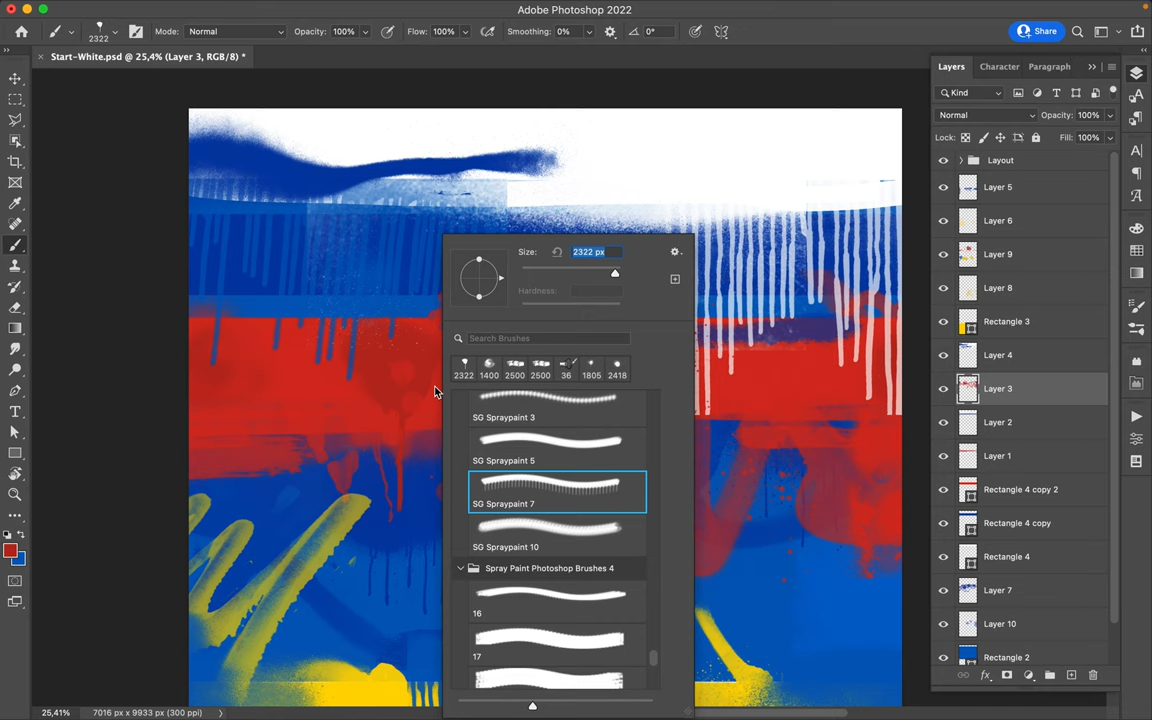 Adobe Photoshop 2022
2322
Mode: Normal
Opacity: 100%
Flow: 100%
Smoothing: 0%
0°
Share
Start-White.psd @ 25,4% (Layer 3, RGB/8) *
Layers
Character
Paragraph
Kind
Normal
Opacity: 100%
Lock:
Fill: 100%
Layout
Layer 5
Layer 6
Layer 9
Layer 8
Rectangle 3
Layer 4
Layer 3
Layer 2
Layer 1
Rectangle 4 copy 2
Rectangle 4 copy
Rectangle 4
Layer 7
Layer 10
Rectangle 2
Size:
2322 px
Hardness:
Search Brushes
2322 1400 2500 2500 36 1805 2418
SG Spraypaint 3
SG Spraypaint 5
SG Spraypaint 7
SG Spraypaint 10
Spray Paint Photoshop Brushes 4
16
17
25,41%
7016 px x 9933 px (300 ppi)